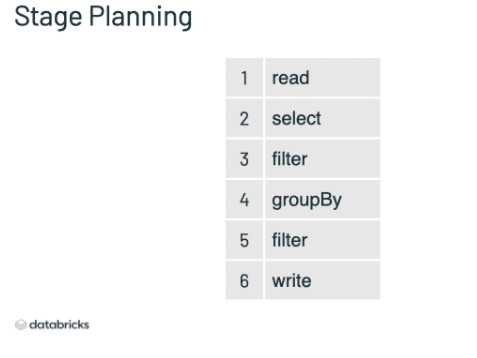 Stage Planning
1 read
2 select
3 filter
4 groupBy
5 filter
6 write
databricks